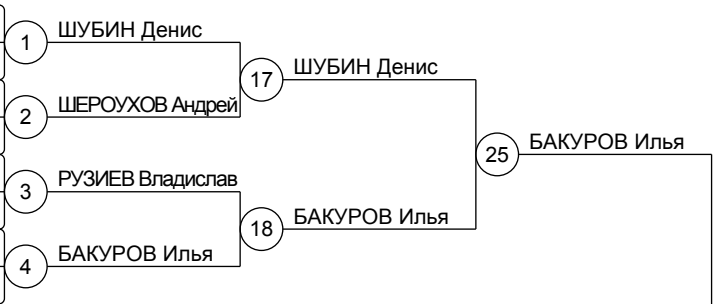 1 ШУБИН Денис
17 ШУБИН Денис
2 ШЕРОУХОВ Андрей
25 БАКУРОВ Илья
3 РУЗИЕВ Владислав
18 БАКУРОВ Илья
4 БАКУРОВ Илья